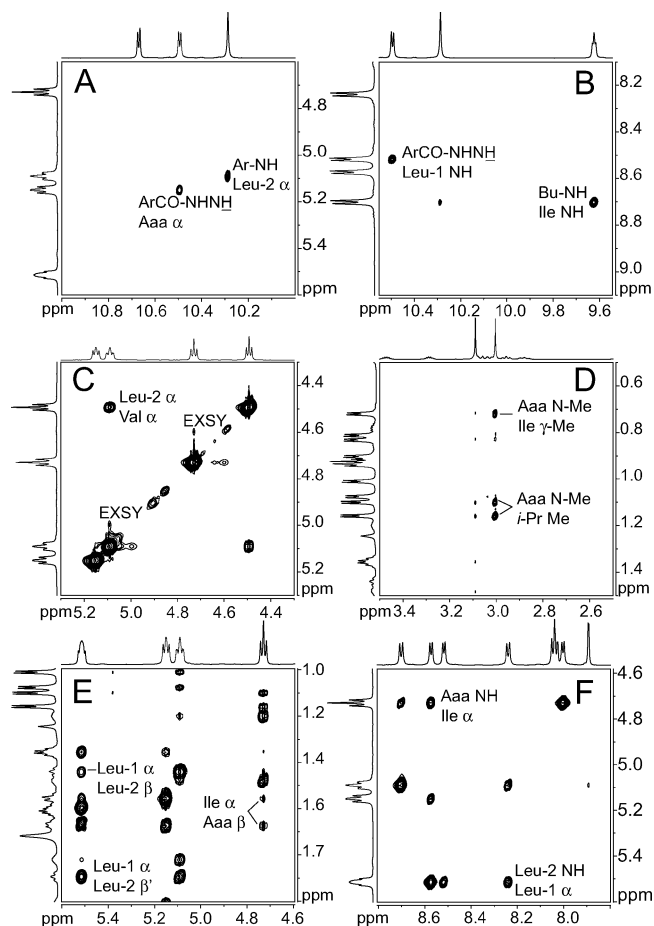 A
4.8
5.0
Ar-NH
Leu-2 α
ArCO-NHNH
Aaa α
5.2
5.4
ppm
ppm 10.8 10.6 10.4 10.2
B
8.2
8.4
ArCO-NHNH
Leu-1 NH
8.6
Bu-NH
Ile NH
8.8
9.0
ppm
ppm 10.4 10.2 10.0 9.8 9.6
C
4.4
Leu-2 α
Val α
EXSY
4.6
4.8
EXSY
5.0
5.2
ppm
ppm 5.2 5.0 4.8 4.6 4.4
D
0.6
Aaa N-Me
Ile γ-Me
0.8
1.0
Aaa N-Me
i-Pr Me
1.2
1.4
ppm
ppm 3.4 3.2 3.0 2.8 2.6
E
1.0
1.2
Leu-1 α
Leu-2 β
1.4
Ile α
Aaa β
1.6
Leu-1 α
Leu-2 β'
1.7
ppm
ppm 5.4 5.2 5.0 4.8 4.6
F
4.6
Aaa NH
Ile α
4.8
5.0
5.2
Leu-2 NH
Leu-1 α
5.4
ppm
ppm 8.6 8.4 8.2 8.0